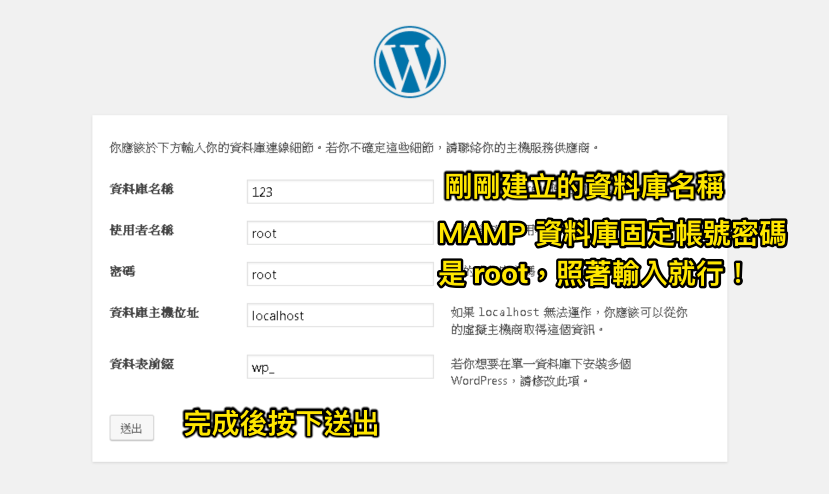 你應該於下方輸入你的資料庫連線細節。若你不確定這些細節，請聯絡你的主機服務供應商。
資料庫名稱
123
剛剛建立的資料庫名稱
使用者名稱
root
MAMP 資料庫固定帳號密碼
密碼
root
是 root，照著輸入就行！
資料庫主機位址
localhost
如果 localhost 無法運作，你應該可以從你
的虛擬主機商取得這個資訊。
資料表前綴
wp_
若你想要在單一資料庫下安裝多個
WordPress，請修改此項。
送出
完成後按下送出